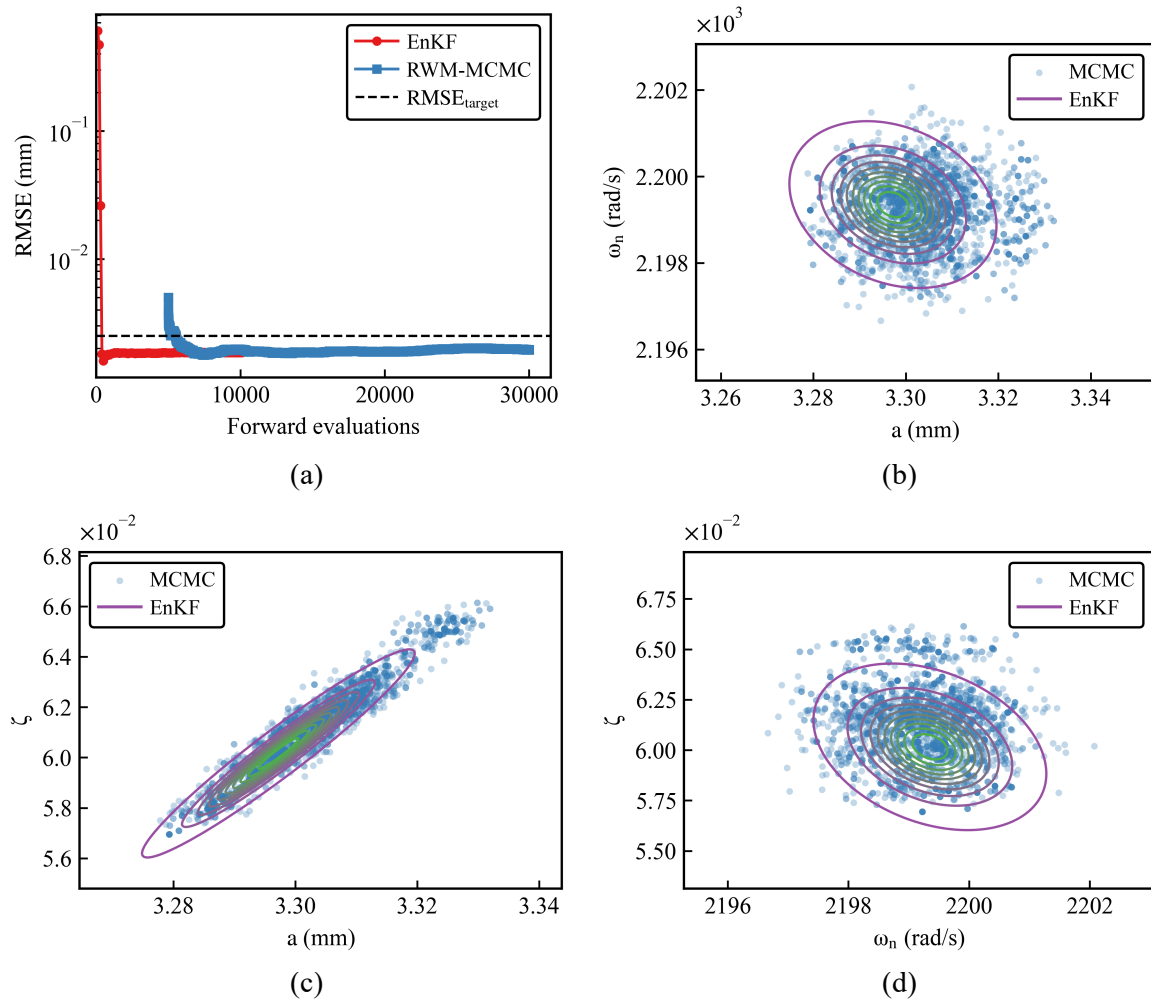 EnKF
RWM-MCMC
RMSE_target
10⁻¹
10⁻²
RMSE (mm)
0 10000 20000 30000
Forward evaluations
(a)
×10³
MCMC
EnKF
2.202
2.200
2.198
2.196
ωₙ (rad/s)
3.26 3.28 3.30 3.32 3.34
a (mm)
(b)
×10⁻²
MCMC
EnKF
6.8
6.6
6.4
6.2
6.0
5.8
5.6
ζ
3.28 3.30 3.32 3.34
a (mm)
(c)
×10⁻²
MCMC
EnKF
6.75
6.50
6.25
6.00
5.75
5.50
ζ
2196 2198 2200 2202
ωₙ (rad/s)
(d)